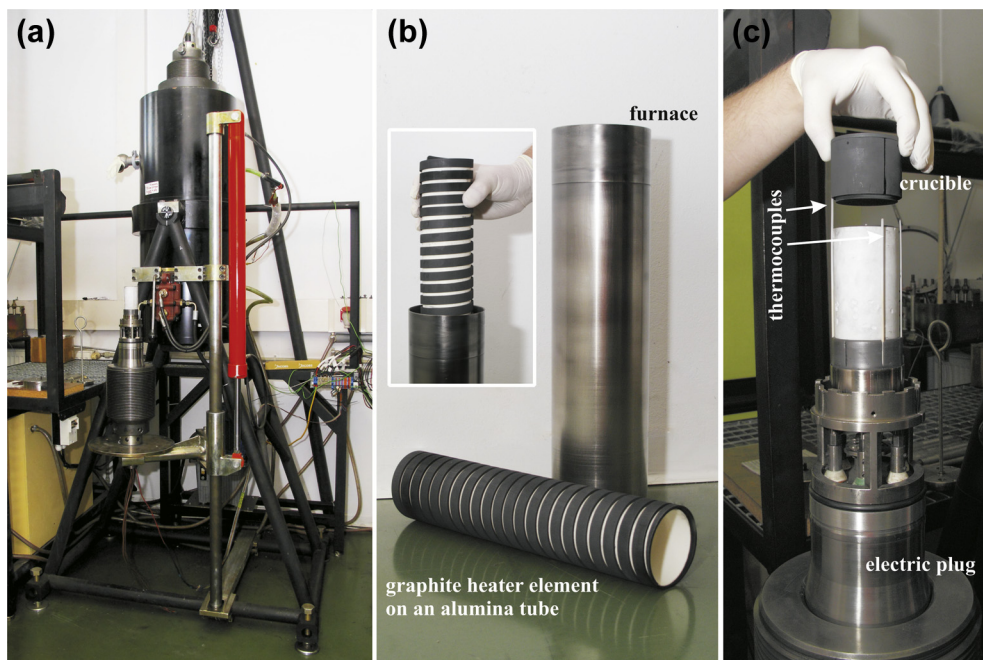 (a)
(b)
furnace
graphite heater element
on an alumina tube
(c)
crucible
thermocouples
electric plug